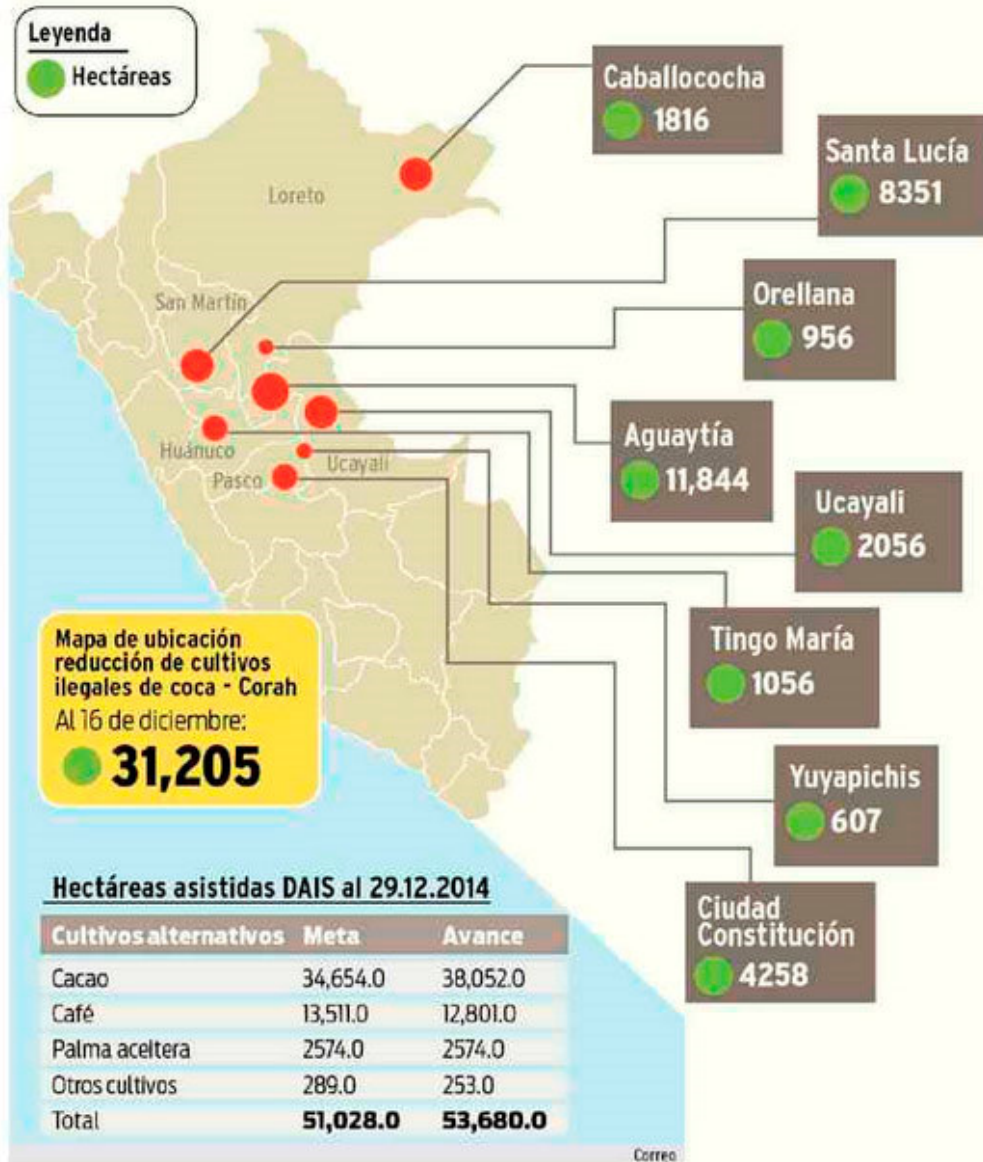 Leyenda
Hectáreas
Caballococha
1816
Santa Lucía
8351
Loreto
San Martín
Orellana
956
Aguaytía
11,844
Huánuco
Pasco
Ucayali
Ucayali
2056
Tingo María
1056
Yuyapichis
607
Ciudad
Constitución
4258
Mapa de ubicación
reducción de cultivos
ilegales de coca - Corah
Al 16 de diciembre:
31,205
Hectáreas asistidas DAIS al 29.12.2014
Cultivos alternativos Meta Avance
Cacao 34,654.0 38,052.0
Café 13,511.0 12,801.0
Palma aceitera 2574.0 2574.0
Otros cultivos 289.0 253.0
Total 51,028.0 53,680.0
Correo